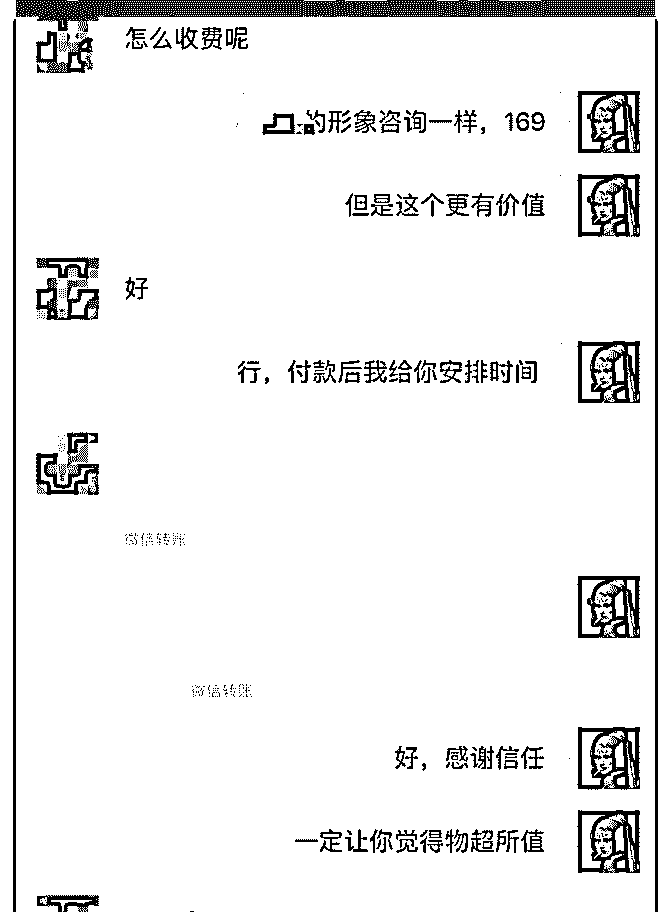 怎么收费呢
的形象咨询一样，169
但是这个更有价值
好
行，付款后我给你安排时间
微信转账
微信转账
好，感谢信任
一定让你觉得物超所值